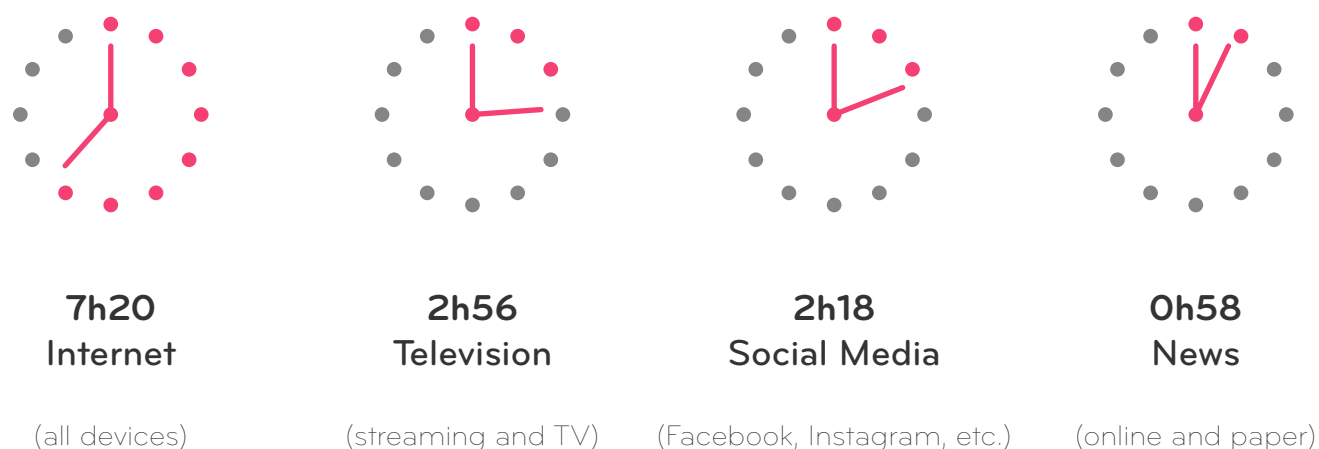 7h20
Internet
(all devices)
2h56
Television
(streaming and TV)
2h18
Social Media
(Facebook, Instagram, etc.)
0h58
News
(online and paper)